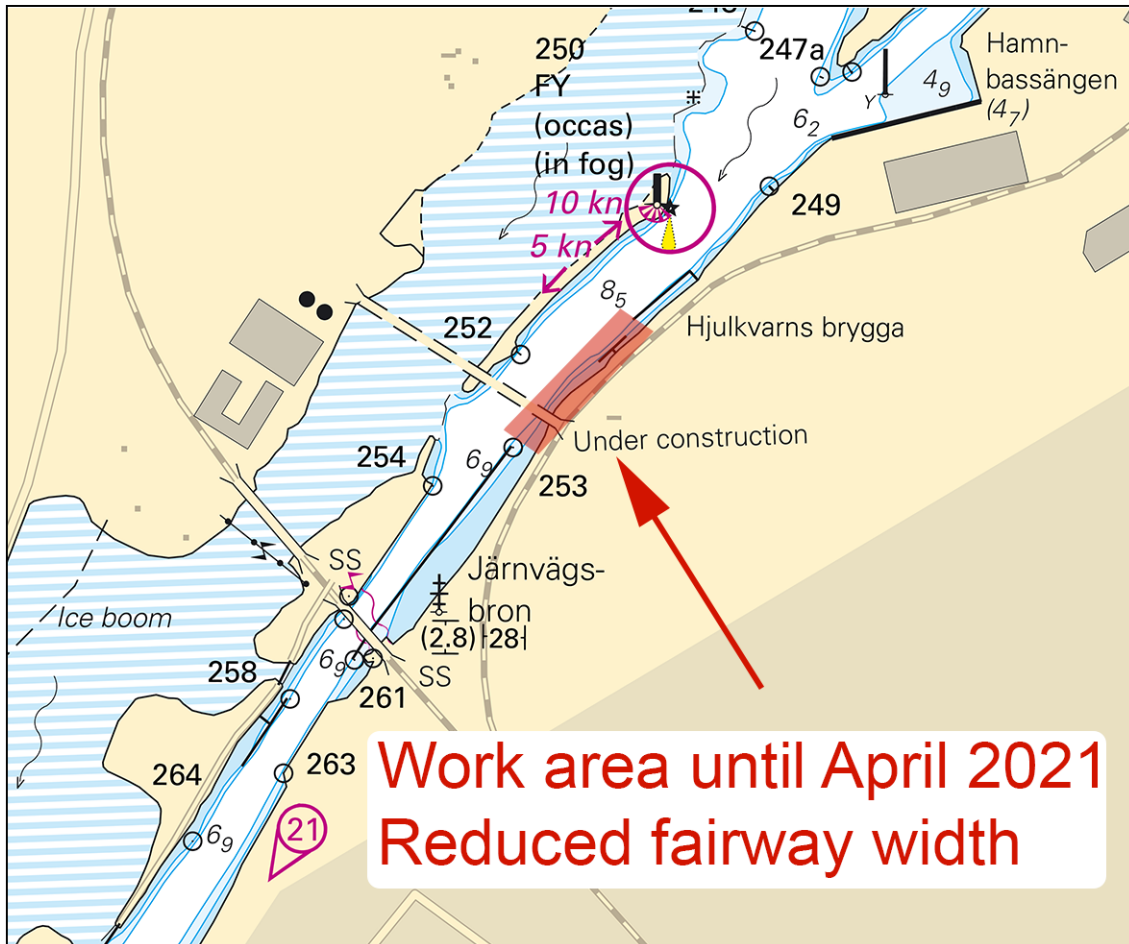 247a
250
FY
(occas)
(in fog)
Hamn-
bassängen
(4₇)
4₉
Y
6₂
10 kn
5 kn
249
8₅
252
Hjulkvarns brygga
Under construction
254
6₉
253
SS
Järnvägs-
bron
(2.8) 28
Ice boom
6₉
SS
258
261
264
263
6₉
21
Work area until April 2021
Reduced fairway width